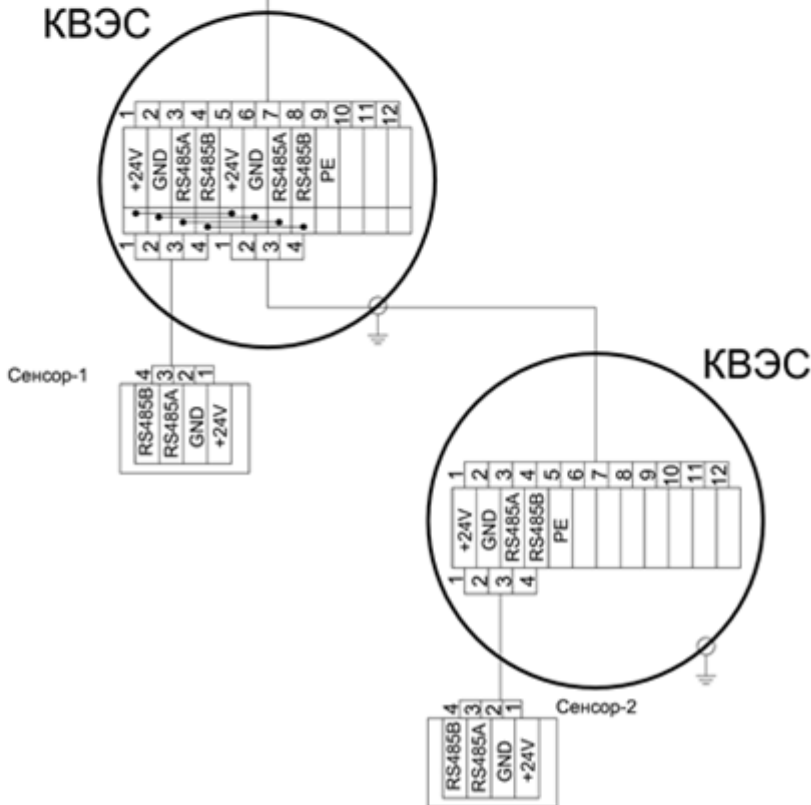 КВЭС
1 2 3 4 5 6 7 8 9 10 11 12
+24V GND RS485A RS485B +24V GND RS485A RS485B PE
1 2 3 4 1 2 3 4
Сенсор-1
4 3 2 1
RS485B RS485A GND +24V
КВЭС
1 2 3 4 5 6 7 8 9 10 11 12
+24V GND RS485A RS485B PE
1 2 3 4
Сенсор-2
4 3 2 1
RS485B RS485A GND +24V